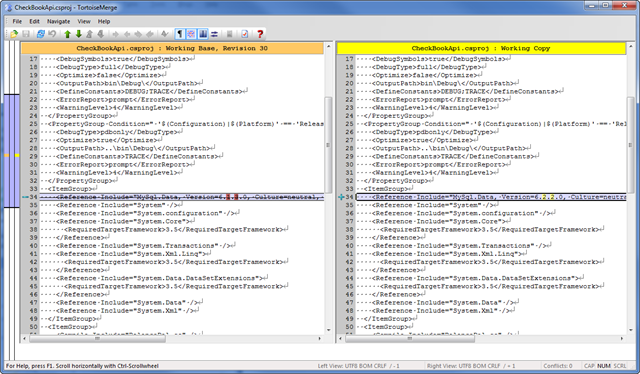 CheckBookApi.csproj - TortoiseMerge
File Edit Navigate View Help
CheckBookApi.csproj : Working Base, Revision 30
17 <DebugSymbols>true</DebugSymbols>
18 <DebugType>full</DebugType>
19 <Optimize>false</Optimize>
20 <OutputPath>bin\Debug\</OutputPath>
21 <DefineConstants>DEBUG;TRACE</DefineConstants>
22 <ErrorReport>prompt</ErrorReport>
23 <WarningLevel>4</WarningLevel>
24 </PropertyGroup>
25 <PropertyGroup Condition=" '$(Configuration)|$(Platform)' == 'Releas
26 <DebugType>pdbonly</DebugType>
27 <Optimize>true</Optimize>
28 <OutputPath>..\bin\Debug\</OutputPath>
29 <DefineConstants>TRACE</DefineConstants>
30 <ErrorReport>prompt</ErrorReport>
31 <WarningLevel>4</WarningLevel>
32 </PropertyGroup>
33 <ItemGroup>
34 <Reference Include="MySql.Data, Culture=neutral,
35 <Reference Include="System" />
36 <Reference Include="System.configuration" />
37 <Reference Include="System.Core">
38 <RequiredTargetFramework>3.5</RequiredTargetFramework>
39 </Reference>
40 <Reference Include="System.Transactions" />
41 <Reference Include="System.Xml.Linq">
42 <RequiredTargetFramework>3.5</RequiredTargetFramework>
43 </Reference>
44 <Reference Include="System.Data.DataSetExtensions">
45 <RequiredTargetFramework>3.5</RequiredTargetFramework>
46 </Reference>
47 <Reference Include="System.Data" />
48 <Reference Include="System.Xml" />
49 </ItemGroup>
50 <ItemGroup>
51
CheckBookApi.csproj : Working Copy
17 <DebugSymbols>true</DebugSymbols>
18 <DebugType>full</DebugType>
19 <Optimize>false</Optimize>
20 <OutputPath>bin\Debug\</OutputPath>
21 <DefineConstants>DEBUG;TRACE</DefineConstants>
22 <ErrorReport>prompt</ErrorReport>
23 <WarningLevel>4</WarningLevel>
24 </PropertyGroup>
25 <PropertyGroup Condition=" '$(Configuration)|$(Platform)' == 'Releas
26 <DebugType>pdbonly</DebugType>
27 <Optimize>true</Optimize>
28 <OutputPath>..\bin\Debug\</OutputPath>
29 <DefineConstants>TRACE</DefineConstants>
30 <ErrorReport>prompt</ErrorReport>
31 <WarningLevel>4</WarningLevel>
32 </PropertyGroup>
33 <ItemGroup>
34 <Reference Include="MySql.Data, Version=6.2.2.0, Culture=neutra
35 <Reference Include="System" />
36 <Reference Include="System.configuration" />
37 <Reference Include="System.Core">
38 <RequiredTargetFramework>3.5</RequiredTargetFramework>
39 </Reference>
40 <Reference Include="System.Transactions" />
41 <Reference Include="System.Xml.Linq">
42 <RequiredTargetFramework>3.5</RequiredTargetFramework>
43 </Reference>
44 <Reference Include="System.Data.DataSetExtensions">
45 <RequiredTargetFramework>3.5</RequiredTargetFramework>
46 </Reference>
47 <Reference Include="System.Data" />
48 <Reference Include="System.Xml" />
49 </ItemGroup>
50 <ItemGroup>
51
For Help, press F1. Scroll horizontally with Ctrl-Scrollwheel Left View: UTF8 BOM CRLF / - 1 Right View: UTF8 BOM CRLF / + 1 Conflicts: 0 CAP NUM SCRL